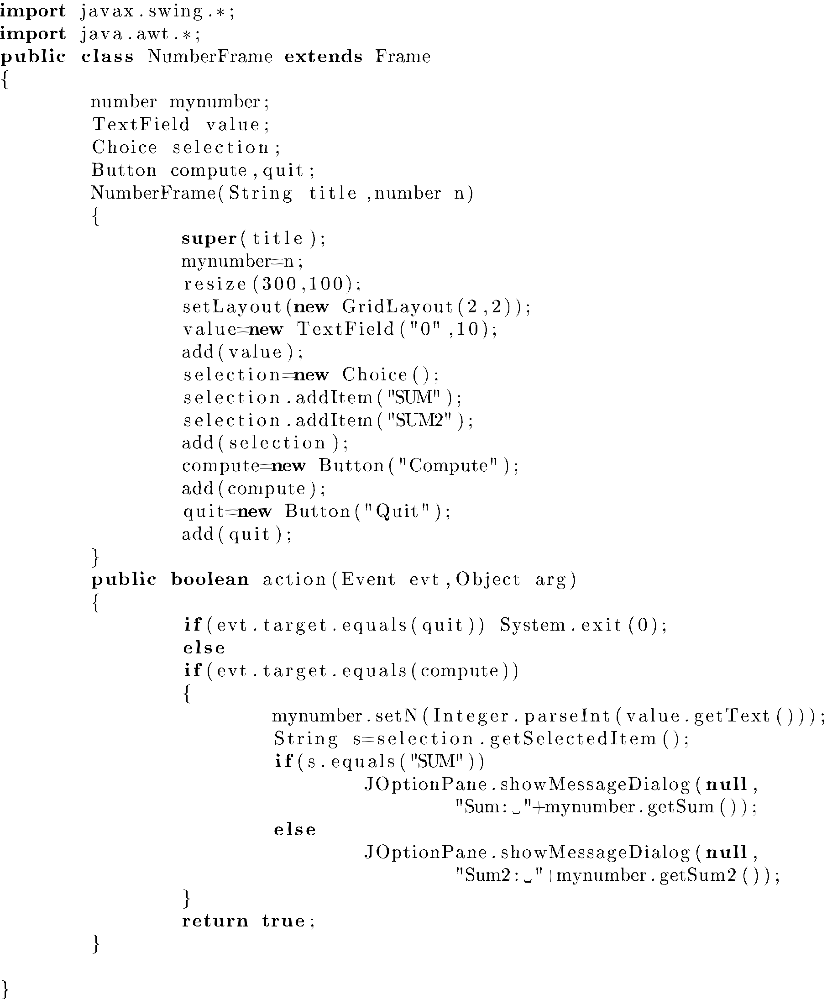 import javax.swing.*;
import java.awt.*;
public class NumberFrame extends Frame
{
number mynumber;
TextField value;
Choice selection;
Button compute,quit;
NumberFrame(String title,number n)
{
super(title);
mynumber=n;
resize(300,100);
setLayout(new GridLayout(2,2));
value=new TextField("0",10);
add(value);
selection=new Choice();
selection.addItem("SUM");
selection.addItem("SUM2");
add(selection);
compute=new Button("Compute");
add(compute);
quit=new Button("Quit");
add(quit);
}
public boolean action(Event evt,Object arg)
{
if(evt.target.equals(quit)) System.exit(0);
else
if(evt.target.equals(compute))
{
mynumber.setN(Integer.parseInt(value.getText()));
String s=selection.getSelectedItem();
if(s.equals("SUM"))
JOptionPane.showMessageDialog(null,
"Sum:␣"+mynumber.getSum());
else
JOptionPane.showMessageDialog(null,
"Sum2:␣"+mynumber.getSum2());
}
return true;
}
}